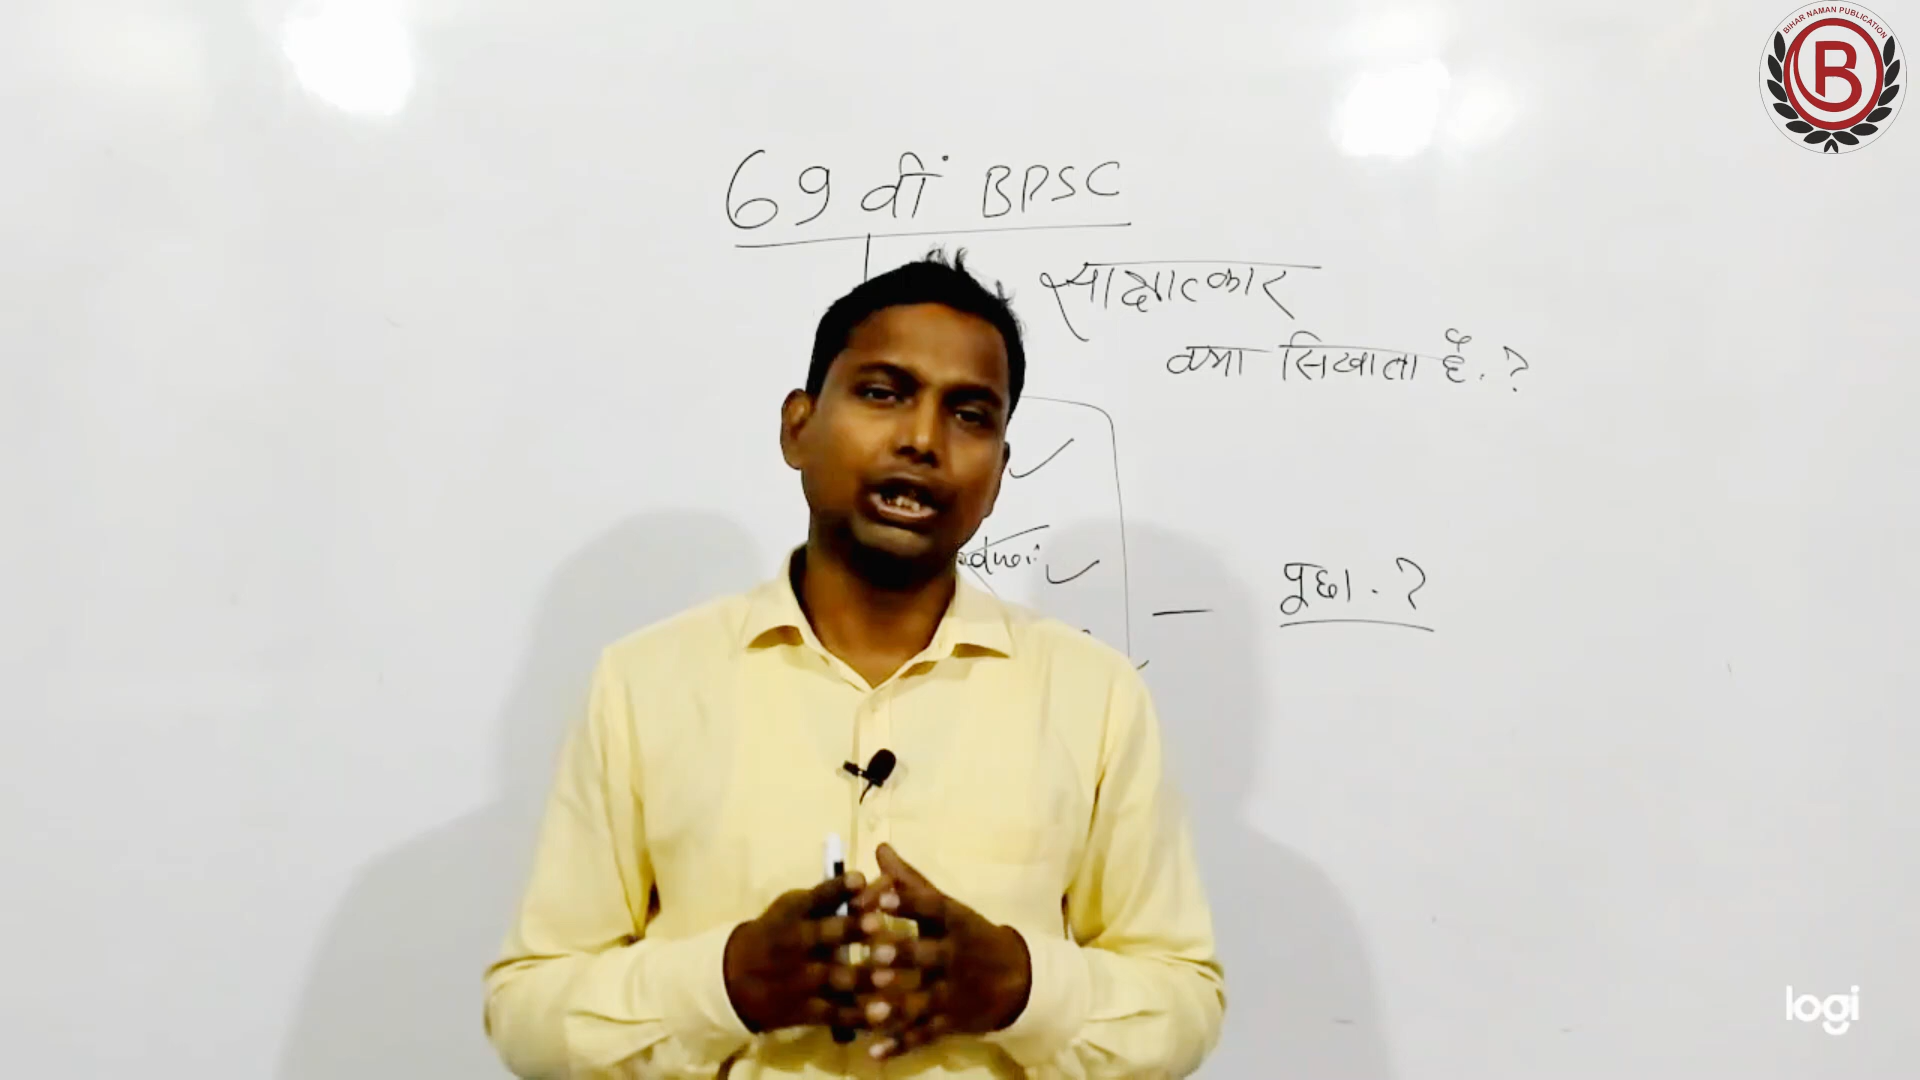 BIHAR NAMAN PUBLICATION
B
69 वीं BPSC
साक्षात्कार
क्या सिखाता है.?
पूछा.?
logi